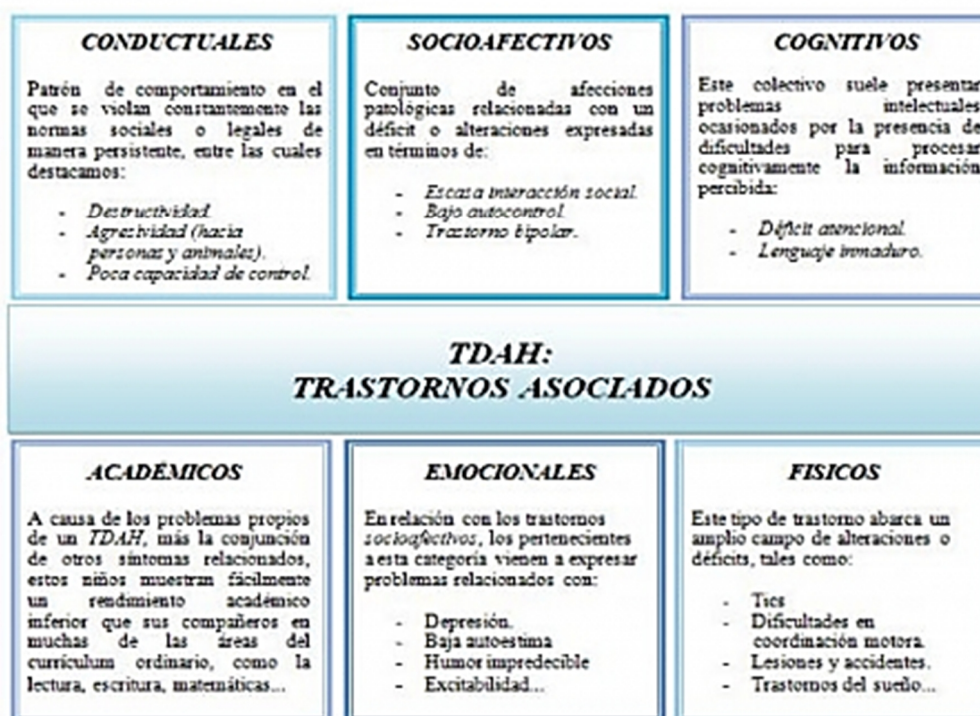 CONDUCTUALES
Patrón de comportamiento en el
que se violan constantemente las
normas sociales o legales de
manera persistente, entre las cuales
destacamos:
- Destructividad.
- Agresividad (hacia
personas y animales).
- Poca capacidad de control.
SOCIOAFECTIVOS
Conjunto de afecciones
patológicas relacionadas con un
déficit o alteraciones expresadas
en términos de:
- Escasa interacción social.
- Bajo autocontrol.
- Trastorno bipolar.
COGNITIVOS
Este colectivo suele presentar
problemas intelectuales
ocasionados por la presencia de
dificultades para procesar
cognitivamente la información
percibida:
- Déficit atencional.
- Lenguaje inmaduro.
TDAH:
TRASTORNOS ASOCIADOS
ACADÉMICOS
A causa de los problemas propios
de un TDAH, más la conjunción
de otros síntomas relacionados,
estos niños muestran fácilmente
un rendimiento académico
inferior que sus compañeros en
muchas de las áreas del
currículum ordinario, como la
lectura, escritura, matemáticas...
EMOCIONALES
En relación con los trastornos
socioafectivos, los pertenecientes
a esta categoría vienen a expresar
problemas relacionados con:
- Depresión.
- Baja autoestima
- Humor impredecible
- Excitabilidad...
FISICOS
Este tipo de trastorno abarca un
amplio campo de alteraciones o
déficits, tales como:
- Tics
- Dificultades en
coordinación motora.
- Lesiones y accidentes.
- Trastornos del sueño...